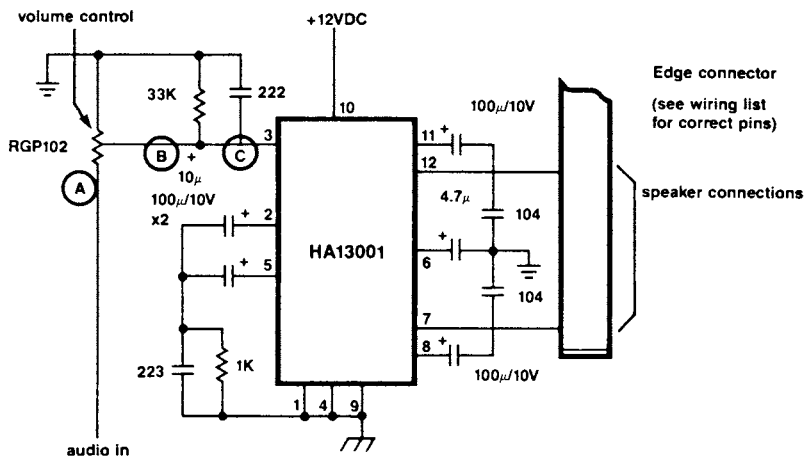 volume control
+12VDC
33K
222
RGP102
A
B
C
+
10μ
3
10
100μ/10V
x2
+
2
+
5
223
1K
1
4
9
audio in
HA13001
11
+
100μ/10V
12
4.7μ
104
+
6
104
7
8
+
100μ/10V
Edge connector
(see wiring list
for correct pins)
speaker connections